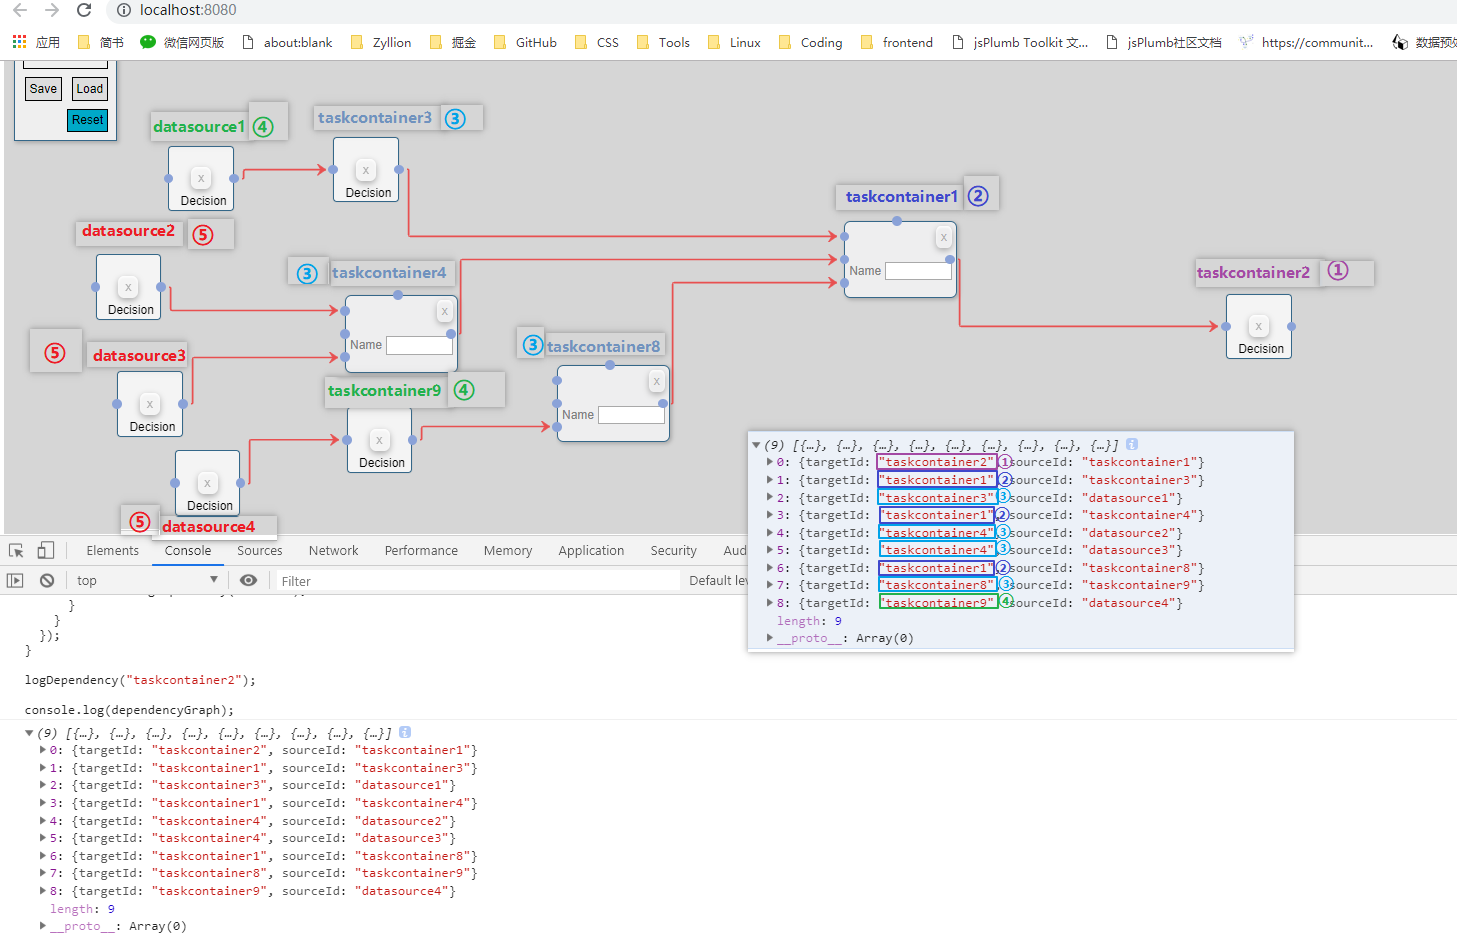 localhost:8080
应用 简书 微信网页版 about:blank Zyllion 掘金 GitHub CSS Tools Linux Coding frontend jsPlumb Toolkit 文... jsPlumb社区文档 https://communit... 数据预处
Save Load
Reset
datasource1 ④
taskcontainer3 ③
x
Decision
x
Decision
taskcontainer1 ②
datasource2 ⑤
x
Name
③ taskcontainer4
taskcontainer2 ①
x
Decision
x
Name
x
Decision
⑤ datasource3
③ taskcontainer8
x
Decision
taskcontainer9 ④
x
Name
x
Decision
x
Decision
⑤ datasource4
(9) [{…}, {…}, {…}, {…}, {…}, {…}, {…}, {…}, {…}] i
0: {targetId: "taskcontainer2"① sourceId: "taskcontainer1"}
1: {targetId: "taskcontainer1"② sourceId: "taskcontainer3"}
2: {targetId: "taskcontainer3"③ sourceId: "datasource1"}
3: {targetId: "taskcontainer1",② sourceId: "taskcontainer4"}
4: {targetId: "taskcontainer4"③ sourceId: "datasource2"}
5: {targetId: "taskcontainer4"③ sourceId: "datasource3"}
6: {targetId: "taskcontainer1"② sourceId: "taskcontainer8"}
7: {targetId: "taskcontainer8"③ sourceId: "taskcontainer9"}
8: {targetId: "taskcontainer9"④ sourceId: "datasource4"}
length: 9
__proto__: Array(0)
Elements Console Sources Network Performance Memory Application Security Aud
top Filter Default lev
}
}
});
}
logDependency("taskcontainer2");
console.log(dependencyGraph);
(9) [{…}, {…}, {…}, {…}, {…}, {…}, {…}, {…}, {…}] i
0: {targetId: "taskcontainer2", sourceId: "taskcontainer1"}
1: {targetId: "taskcontainer1", sourceId: "taskcontainer3"}
2: {targetId: "taskcontainer3", sourceId: "datasource1"}
3: {targetId: "taskcontainer1", sourceId: "taskcontainer4"}
4: {targetId: "taskcontainer4", sourceId: "datasource2"}
5: {targetId: "taskcontainer4", sourceId: "datasource3"}
6: {targetId: "taskcontainer1", sourceId: "taskcontainer8"}
7: {targetId: "taskcontainer8", sourceId: "taskcontainer9"}
8: {targetId: "taskcontainer9", sourceId: "datasource4"}
length: 9
__proto__: Array(0)